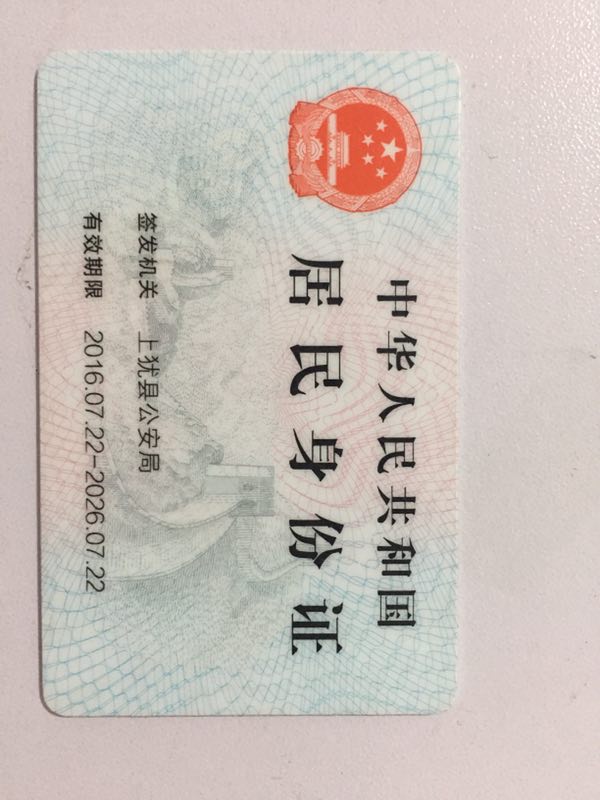 中华人民共和国
居民身份证
签发机关 上犹县公安局
有效期限 2016.07.22-2026.07.22